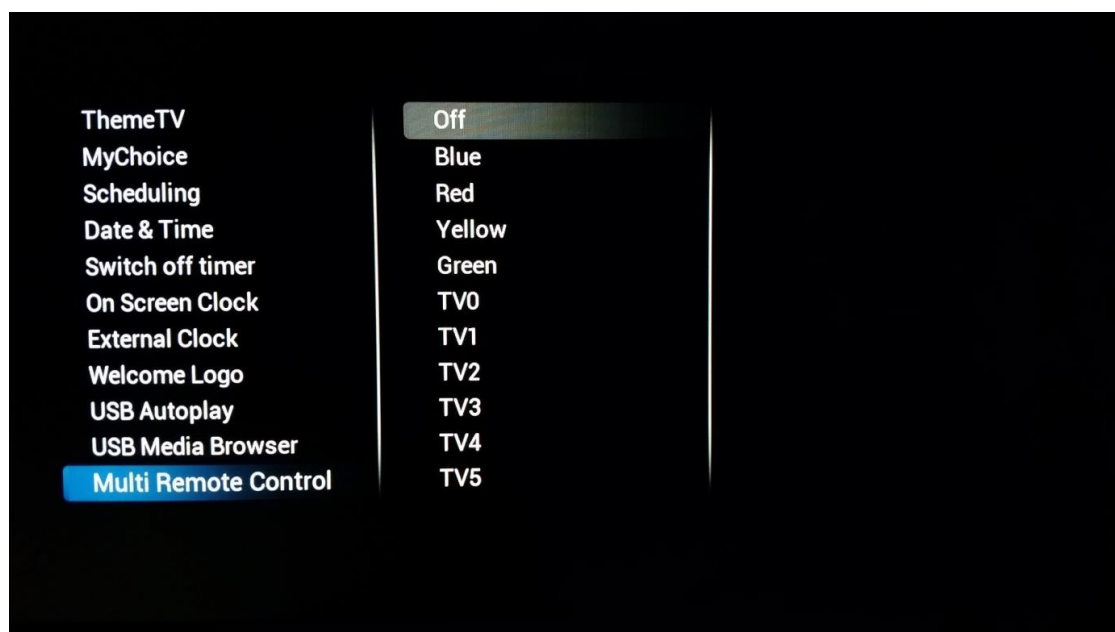 ThemeTV
MyChoice
Scheduling
Date & Time
Switch off timer
On Screen Clock
External Clock
Welcome Logo
USB Autoplay
USB Media Browser
Multi Remote Control
Off
Blue
Red
Yellow
Green
TV0
TV1
TV2
TV3
TV4
TV5